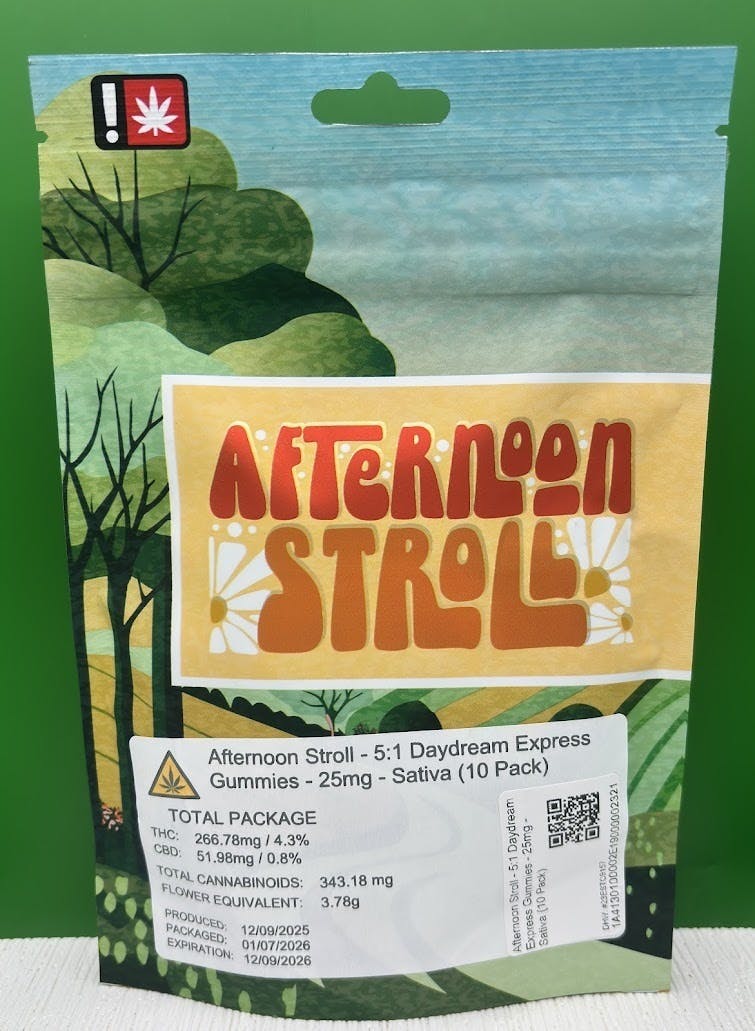 !
AFTERNOON
STROLL
Afternoon Stroll - 5:1 Daydream Express
Gummies - 25mg - Sativa (10 Pack)
TOTAL PACKAGE
THC: 266.78mg / 4.3%
CBD: 51.98mg / 0.8%
TOTAL CANNABINOIDS: 343.18 mg
FLOWER EQUIVALENT: 3.78g
PRODUCED: 12/09/2025
PACKAGED: 01/07/2026
EXPIRATION: 12/09/2026
Afternoon Stroll - 5:1 Daydream
Express Gummies - 25mg -
Sativa (10 Pack)
1A4130100002E19000002321